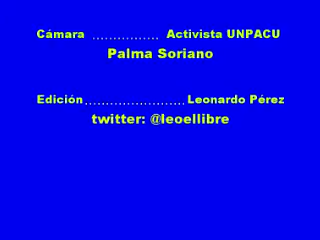 Cámara ................ Activista UNPACU
Palma Soriano
Edición........................Leonardo Pérez
twitter: @leoellibre